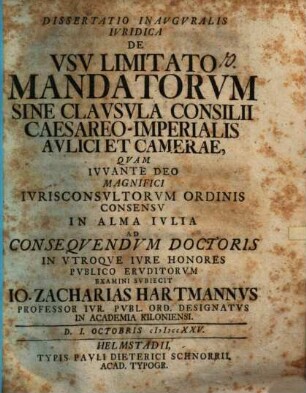 DISSERTATIO INAVGVRALIS
IVRIDICA
DE
VSV LIMITATO
MANDATORVM
SINE CLAVSVLA CONSILII
CAESAREO-IMPERIALIS
AVLICI ET CAMERAE,
QVAM
IVVANTE DEO
MAGNIFICI
IVRISCONSVLTORVM ORDINIS
CONSENSV
IN ALMA IVLIA
AD
CONSEQVENDVM DOCTORIS
IN VTROQVE IVRE HONORES
PVBLICO ERVDITORVM
EXAMINI SVBIECIT
IO. ZACHARIAS HARTMANNVS
PROFESSOR IVR. PVBL. ORD. DESIGNATVS
IN ACADEMIA KILONIENSI.
D. I. OCTOBRIS cIɔIɔccXXV.
HELMSTADII,
TYPIS PAVLI DIETERICI SCHNORRII,
ACAD. TYPOGR.